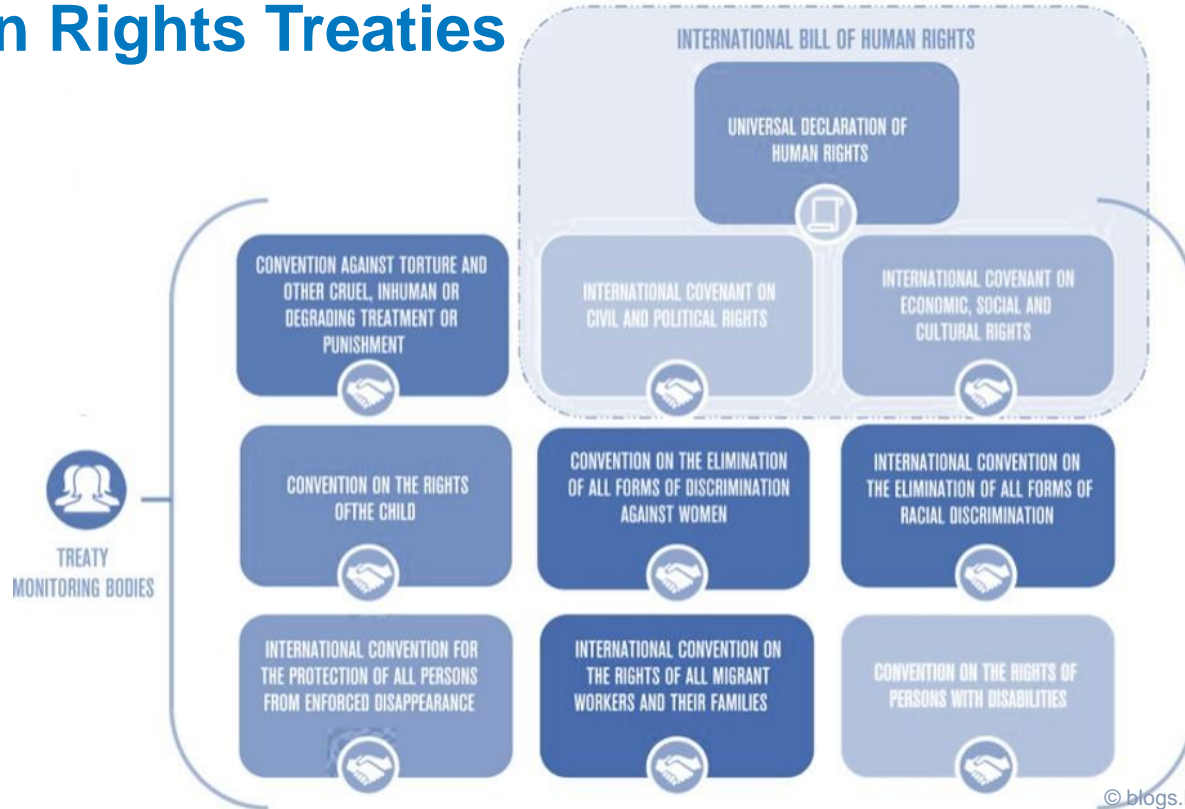 n Rights Treaties
INTERNATIONAL BILL OF HUMAN RIGHTS
UNIVERSAL DECLARATION OF
HUMAN RIGHTS
CONVENTION AGAINST TORTURE AND
OTHER CRUEL, INHUMAN OR
DEGRADING TREATMENT OR
PUNISHMENT
INTERNATIONAL COVENANT ON
CIVIL AND POLITICAL RIGHTS
INTERNATIONAL COVENANT ON
ECONOMIC, SOCIAL AND
CULTURAL RIGHTS
CONVENTION ON THE RIGHTS
OFTHE CHILD
CONVENTION ON THE ELIMINATION
OF ALL FORMS OF DISCRIMINATION
AGAINST WOMEN
INTERNATIONAL CONVENTION ON
THE ELIMINATION OF ALL FORMS OF
RACIAL DISCRIMINATION
TREATY
MONITORING BODIES
INTERNATIONAL CONVENTION FOR
THE PROTECTION OF ALL PERSONS
FROM ENFORCED DISAPPEARANCE
INTERNATIONAL CONVENTION ON
THE RIGHTS OF ALL MIGRANT
WORKERS AND THEIR FAMILIES
CONVENTION ON THE RIGHTS OF
PERSONS WITH DISABILITIES
© blogs.